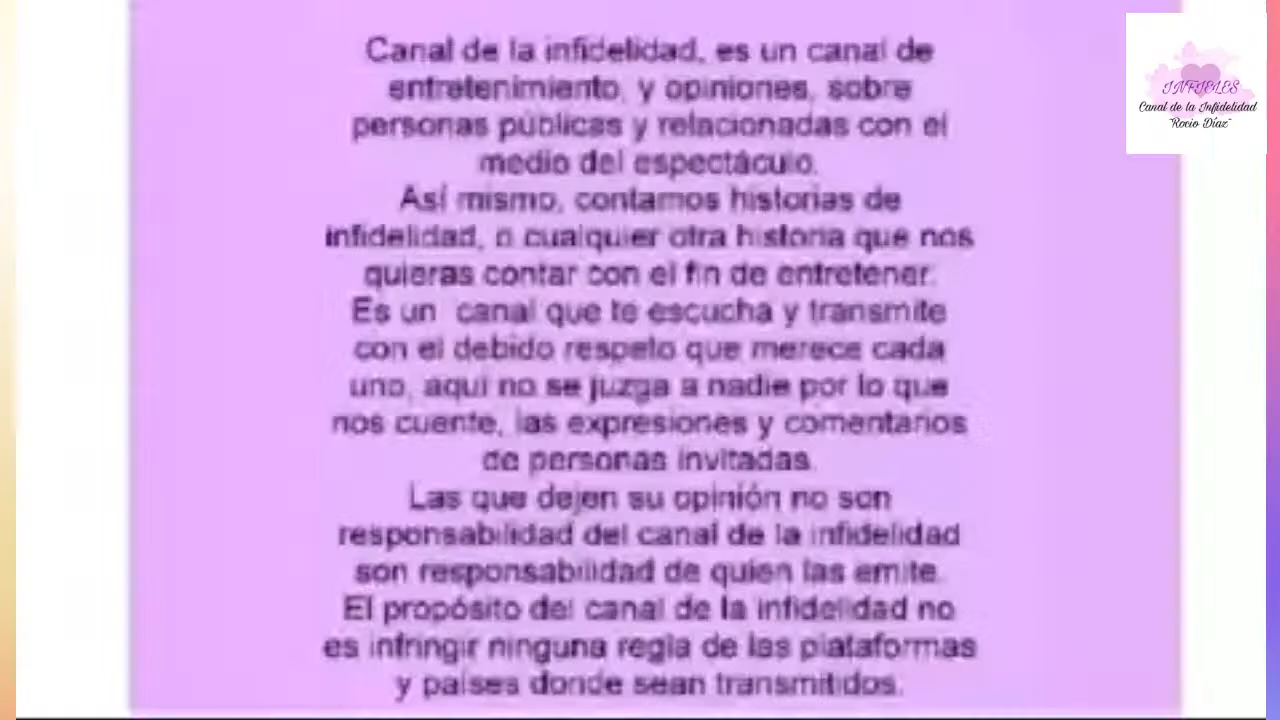 Canal de la infidelidad, es un canal de
entretenimiento, y opiniones, sobre
personas públicas y relacionadas con el
medio del espectáculo.
Así mismo, contamos historias de
infidelidad, o cualquier otra historia que nos
quieras contar con el fin de entretener.
Es un canal que te escucha y transmite
con el debido respeto que merece cada
uno, aquí no se juzga a nadie por lo que
nos cuente, las expresiones y comentarios
de personas invitadas.
Las que dejen su opinión no son
responsabilidad del canal de la infidelidad
son responsabilidad de quien las emite.
El propósito del canal de la infidelidad no
es infringir ninguna regla de las plataformas
y países donde sean transmitidos.
INFIELES
Canal de la Infidelidad
"Rocio Díaz"